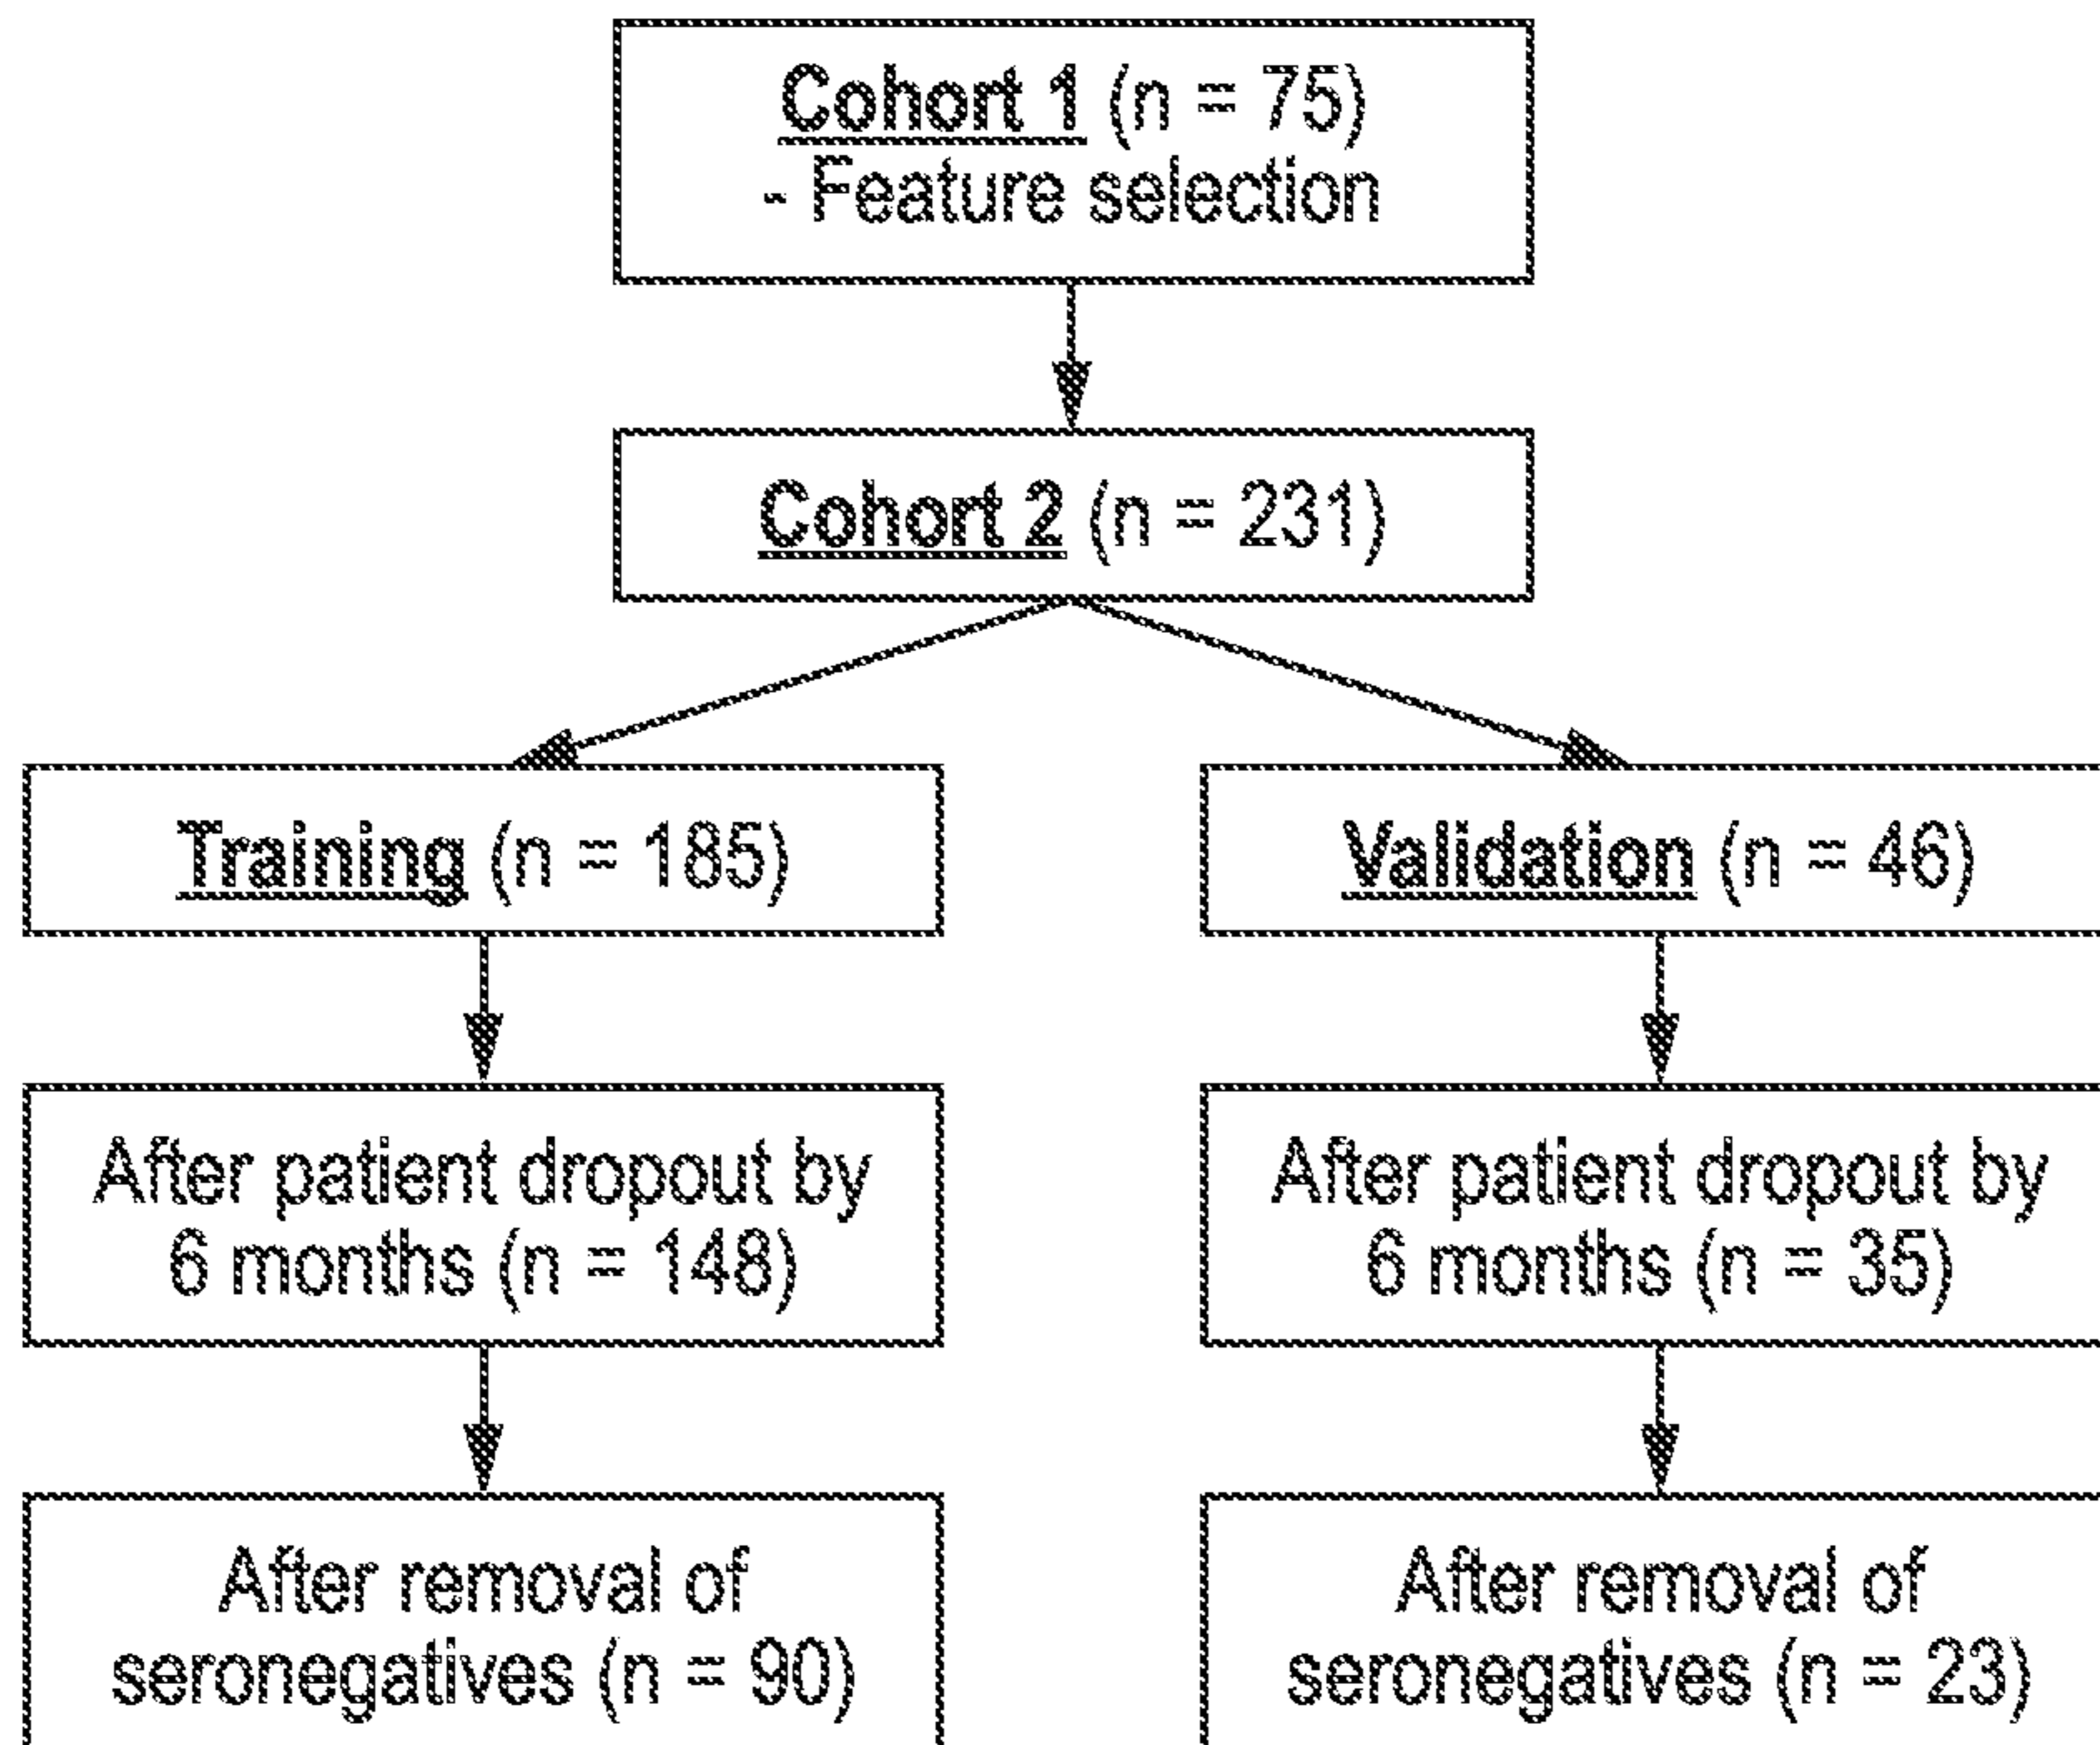 Cohort 1 (n = 75)
- Feature selection
Cohort 2 (n = 231)
Training (n = 185)
Validation (n = 46)
After patient dropout by
6 months (n = 148)
After patient dropout by
6 months (n = 35)
After removal of
seronegatives (n = 90)
After removal of
seronegatives (n = 23)